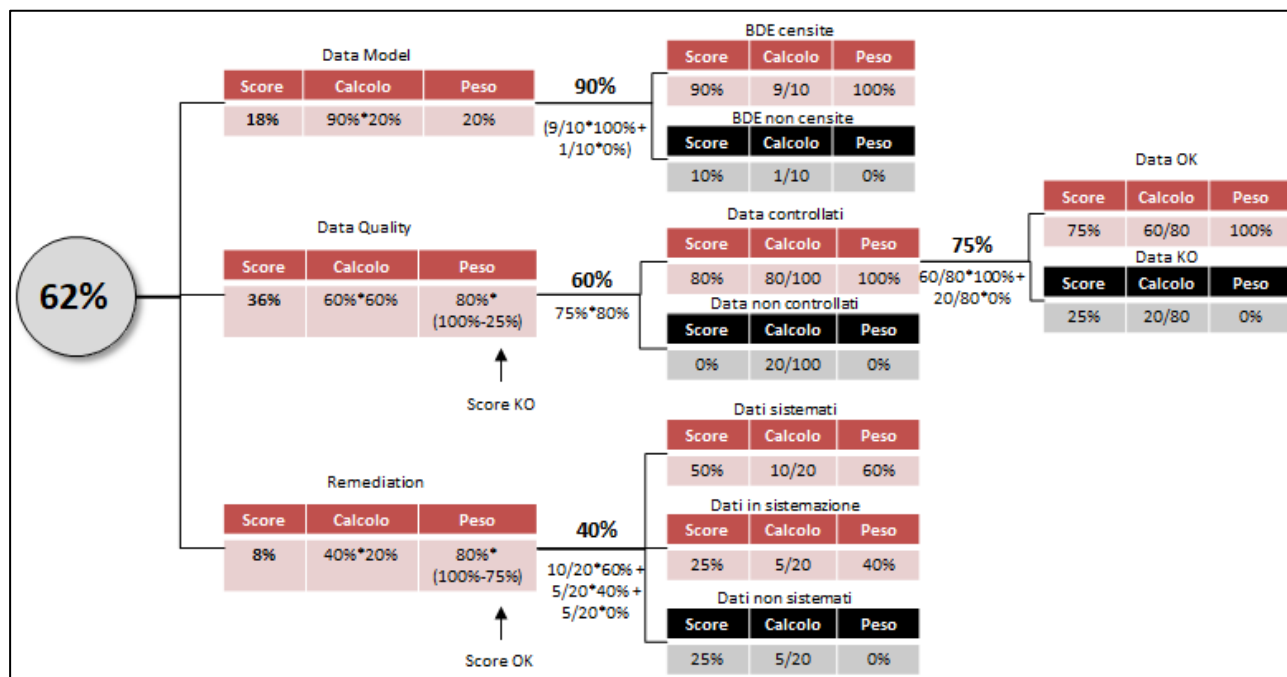 62%
Data Model
Score Calcolo Peso
18% 90%*20% 20%
90%
(9/10*100% +
1/10*0%)
BDE censite
Score Calcolo Peso
90% 9/10 100%
BDE non censite
Score Calcolo Peso
10% 1/10 0%
Data Quality
Score Calcolo Peso
36% 60%*60% 80%*
(100%-25%)
Score KO
60%
75%*80%
Data controllati
Score Calcolo Peso
80% 80/100 100%
Data non controllati
Score Calcolo Peso
0% 20/100 0%
75%
60/80*100% +
20/80*0%
Data OK
Score Calcolo Peso
75% 60/80 100%
Data KO
Score Calcolo Peso
25% 20/80 0%
Remediation
Score Calcolo Peso
8% 40%*20% 80%*
(100%-75%)
Score OK
40%
10/20*60% +
5/20*40% +
5/20*0%
Dati sistemati
Score Calcolo Peso
50% 10/20 60%
Dati in sistemazione
Score Calcolo Peso
25% 5/20 40%
Dati non sistemati
Score Calcolo Peso
25% 5/20 0%